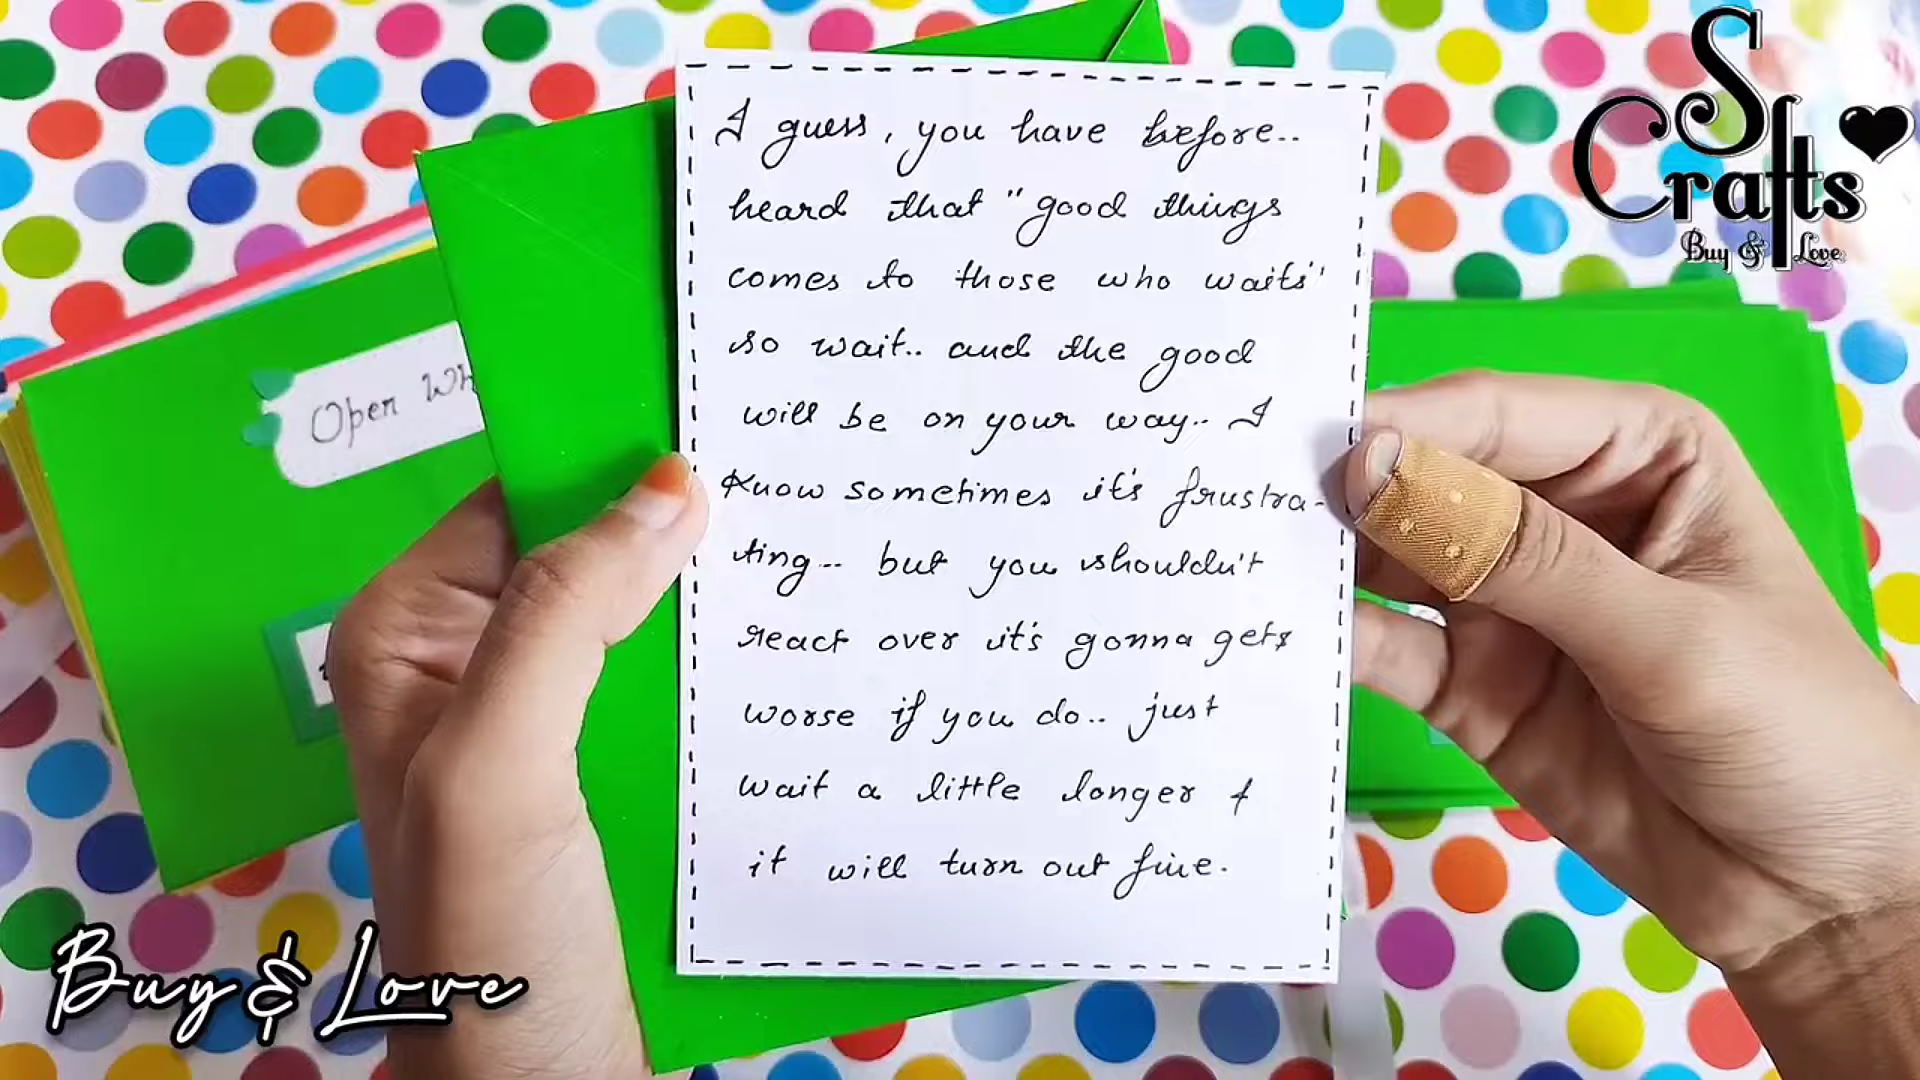 S Crafts
Buy & Love
I guess, you have before..
heard that "good things
comes to those who waits"
so wait.. and the good
will be on your way.. I
Know sometimes it's frustra-
ting.. but you shouldn't
react over it's gonna gets
worse if you do.. just
wait a little longer &
it will turn out fine.
Open Wh
Buy & Love